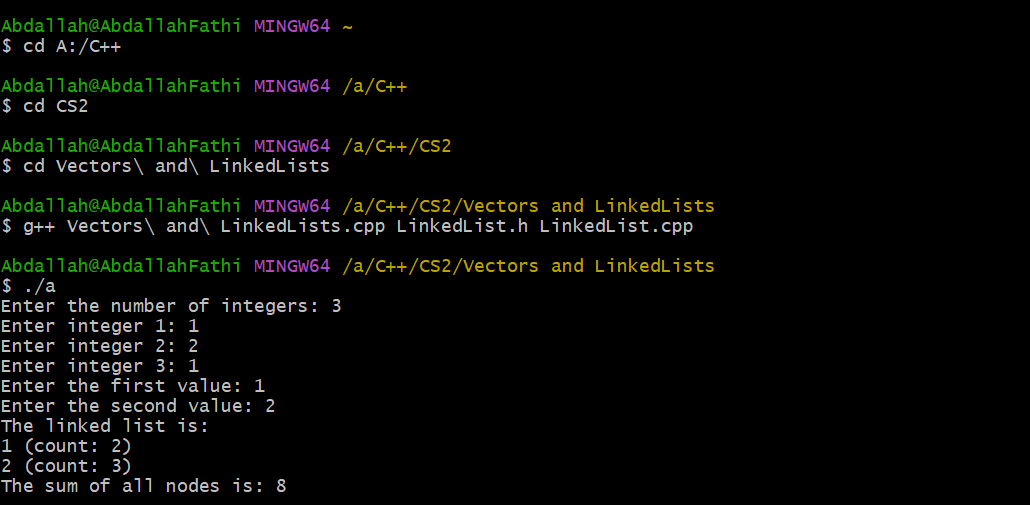 Abdallah@AbdallahFathi MINGW64 ~
$ cd A:/C++
Abdallah@AbdallahFathi MINGW64 /a/C++
$ cd CS2
Abdallah@AbdallahFathi MINGW64 /a/C++/CS2
$ cd Vectors\ and\ LinkedLists
Abdallah@AbdallahFathi MINGW64 /a/C++/CS2/Vectors and LinkedLists
$ g++ Vectors\ and\ LinkedLists.cpp LinkedList.h LinkedList.cpp
Abdallah@AbdallahFathi MINGW64 /a/C++/CS2/Vectors and LinkedLists
$ ./a
Enter the number of integers: 3
Enter integer 1: 1
Enter integer 2: 2
Enter integer 3: 1
Enter the first value: 1
Enter the second value: 2
The linked list is:
1 (count: 2)
2 (count: 3)
The sum of all nodes is: 8